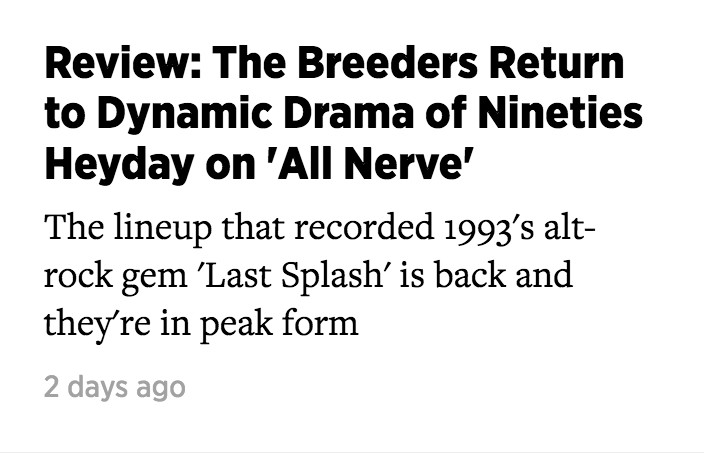 Review: The Breeders Return
to Dynamic Drama of Nineties
Heyday on 'All Nerve'
The lineup that recorded 1993's alt-
rock gem 'Last Splash' is back and
they're in peak form
2 days ago